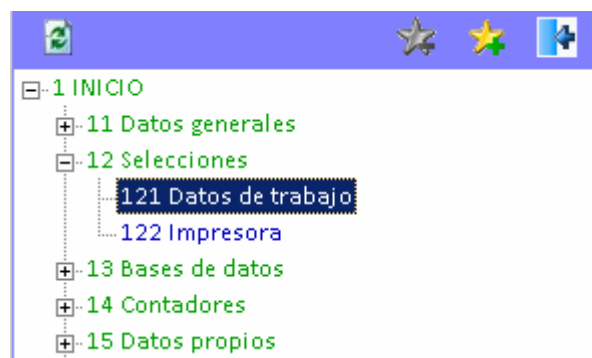 1 INICIO
11 Datos generales
12 Selecciones
121 Datos de trabajo
122 Impresora
13 Bases de datos
14 Contadores
15 Datos propios